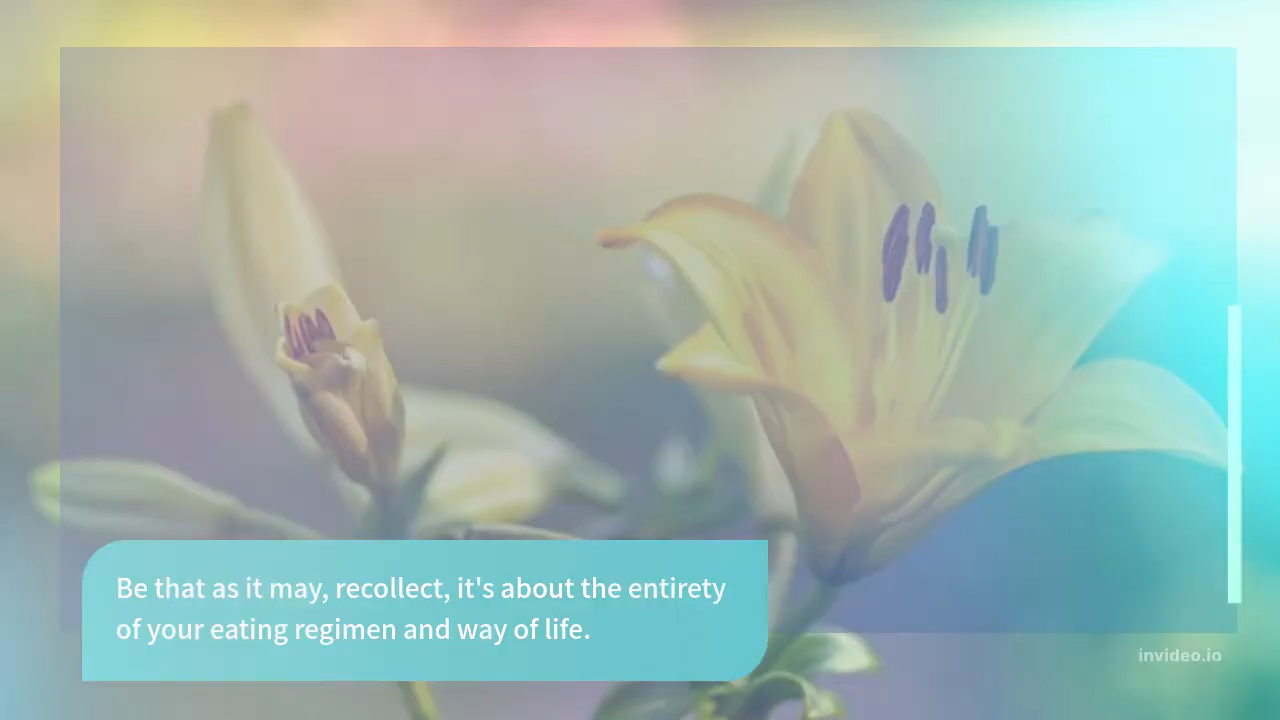 Be that as it may, recollect, it's about the entirety
of your eating regimen and way of life.
invideo.io